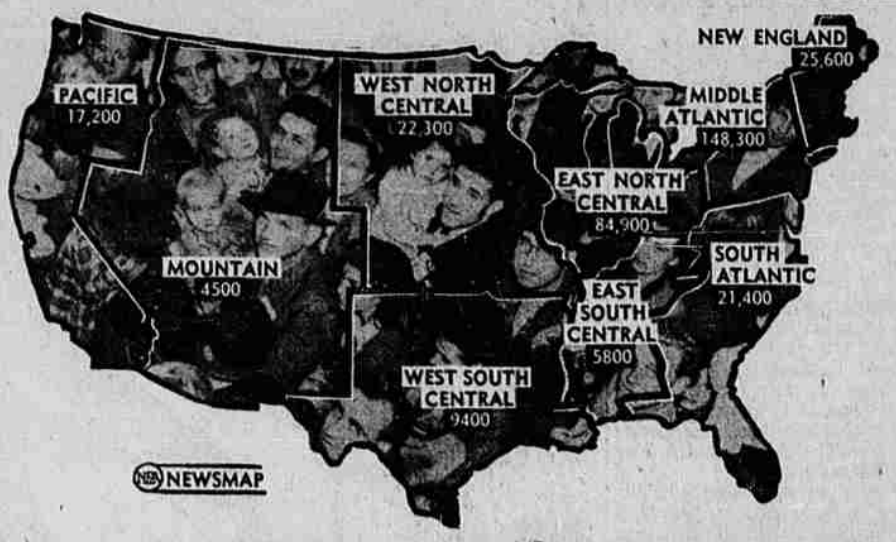 NEW ENGLAND
25,600
PACIFIC
17,200
WEST NORTH
CENTRAL
22,300
MIDDLE
ATLANTIC
148,300
EAST NORTH
CENTRAL
84,900
MOUNTAIN
4500
SOUTH
ATLANTIC
21,400
EAST
SOUTH
CENTRAL
5800
WEST SOUTH
CENTRAL
9400
NEA NEWSMAP